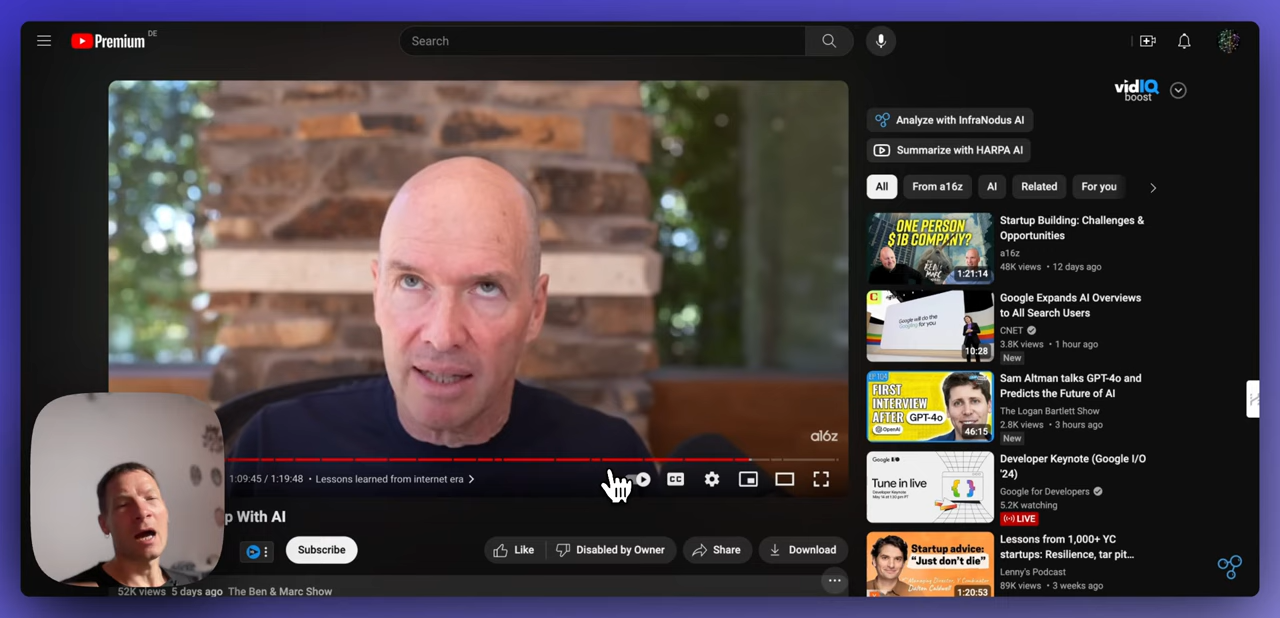 Premium DE
Search
vidIQ
boost
Analyze with InfraNodus AI
Summarize with HARPA AI
All
From a16z
AI
Related
For you
ONE PERSON
$1B COMPANY?
1:21:14
Startup Building: Challenges &
Opportunities
a16z
48K views • 12 days ago
Google will do the
Googling for you
10:28
Google Expands AI Overviews
to All Search Users
CNET
3.8K views • 1 hour ago
New
FIRST
INTERVIEW
AFTER GPT-4o
OpenAI
46:15
Sam Altman talks GPT-4o and
Predicts the Future of AI
The Logan Bartlett Show
2.8K views • 3 hours ago
New
Google I/O
Tune in live
Developer Keynote (Google I/O
'24)
Google for Developers
5.2K watching
LIVE
Startup advice:
"Just don't die"
1:20:53
Lessons from 1,000+ YC
startups: Resilience, tar pit...
Lenny's Podcast
89K views • 3 weeks ago
a16z
1:09:45 / 1:19:48 • Lessons learned from internet era
CC
p With AI
Subscribe
Like
Disabled by Owner
Share
Download
52K views 5 days ago The Ben & Marc Show